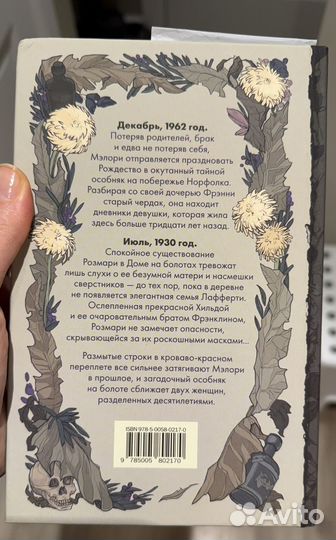 Декабрь, 1962 год.
Потеряв родителей, брак
и едва не потеряв себя,
Мэлори отправляется праздновать
Рождество в окутанный тайной
особняк на побережье Норфолка.
Разбирая со своей дочерью Фрэнни
старый чердак, она находит
дневники девушки, которая жила
здесь больше тридцати лет назад.
Июль, 1930 год.
Спокойное существование
Розмари в Доме на болотах тревожат
лишь слухи о ее безумной матери и насмешки
сверстников — до тех пор, пока в деревне
не появляется элегантная семья Лафферти.
Ослепленная прекрасной Хильдой
и ее очаровательным братом Фрэнклином,
Розмари не замечает опасности,
скрывающейся за их роскошными масками...
Размытые строки в кроваво-красном
переплете все сильнее затягивают Мэлори
в прошлое, и загадочный особняк
на болоте сближает двух женщин,
разделенных десятилетиями.
ISBN 978-5-0058-0217-0
9 785005 802170
Avito